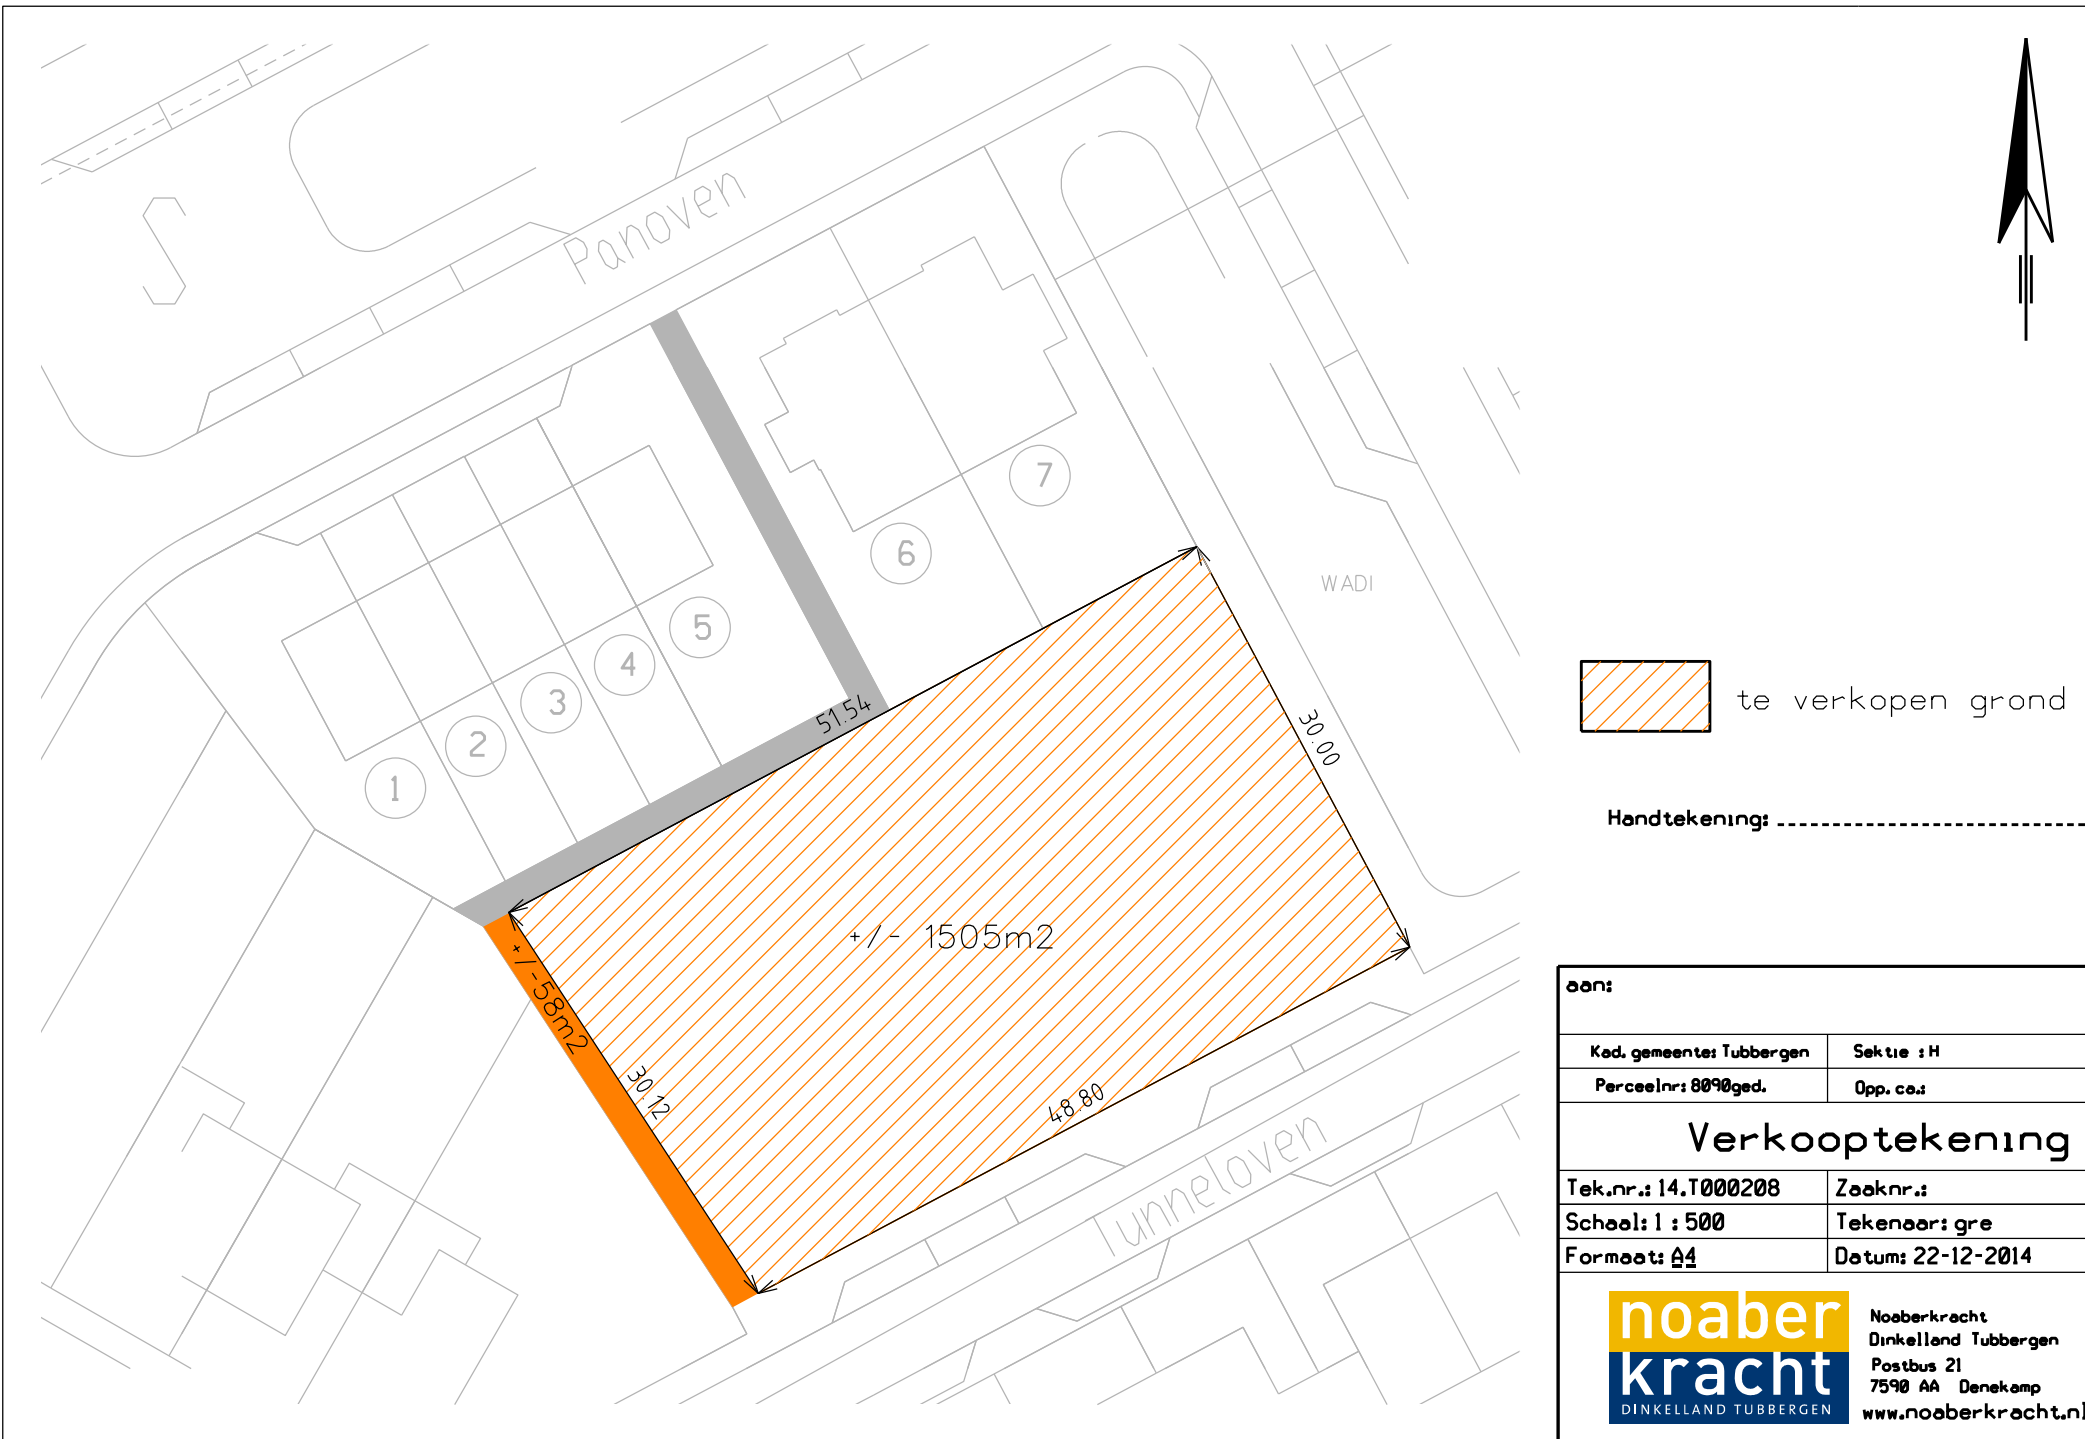 Panoven
7
6
WADI
5
4
3
2
1
51.54
30.00
te verkopen grond
Handtekening:
+/- 1505m2
+/-58m2
30.12
48.80
Tunneloven
aan:
Kad. gemeente: Tubbergen Sektie : H
Perceelnr: 8090ged. Opp. ca.:
Verkooptekening
Tek.nr.: 14.T000208 Zaaknr.:
Schaal: 1 : 500 Tekenaar: gre
Formaat: A4 Datum: 22-12-2014
noaber
kracht
DINKELLAND TUBBERGEN
Noaberkracht
Dinkelland Tubbergen
Postbus 21
7590 AA Denekamp
www.noaberkracht.nl